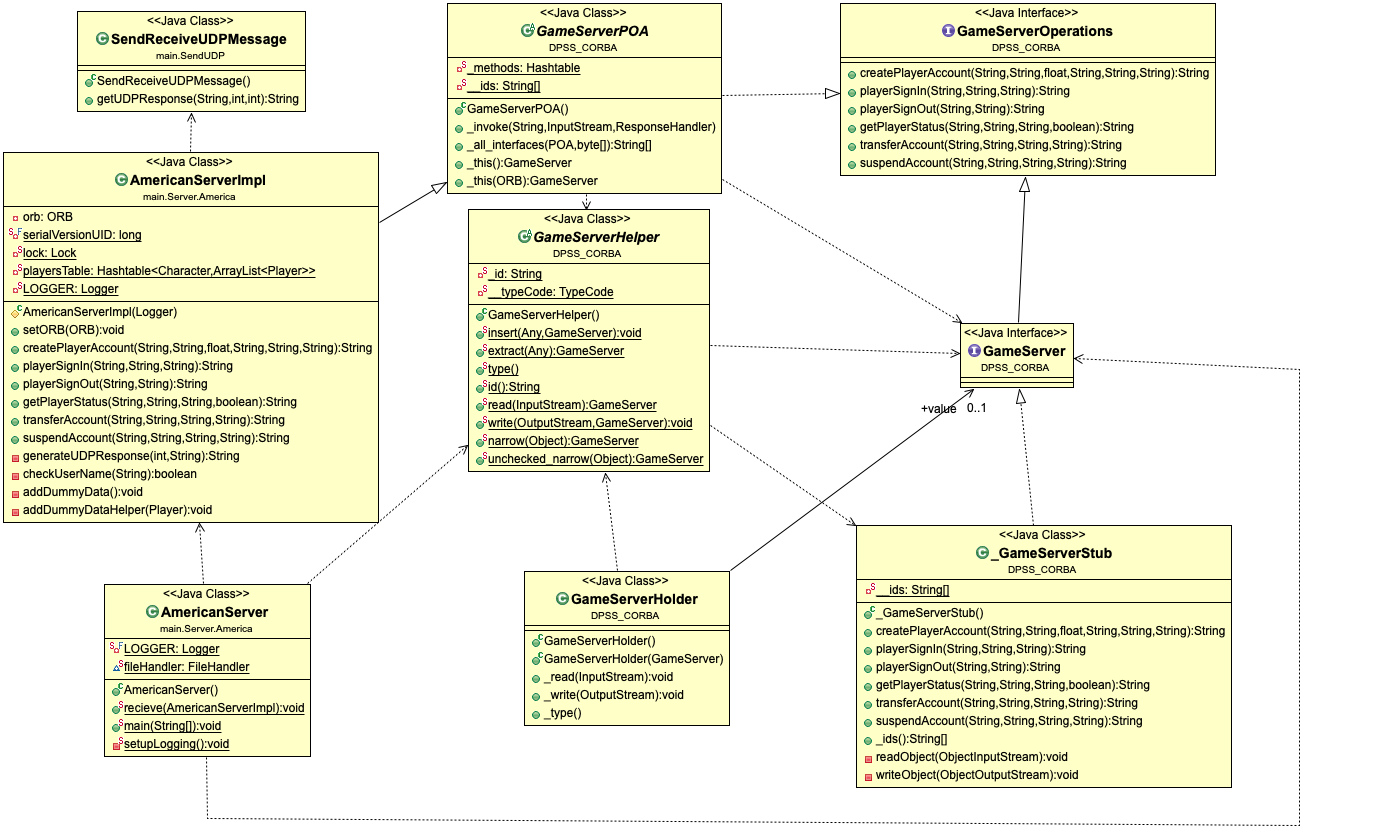 <<Java Class>>
SendReceiveUDPMessage
main.SendUDP
SendReceiveUDPMessage()
getUDPResponse(String,int,int):String
<<Java Class>>
GameServerPOA
DPSS_CORBA
_methods: Hashtable
__ids: String[]
GameServerPOA()
_invoke(String,InputStream,ResponseHandler)
_all_interfaces(POA,byte[]):String[]
_this():GameServer
_this(ORB):GameServer
<<Java Interface>>
GameServerOperations
DPSS_CORBA
createPlayerAccount(String,String,float,String,String,String):String
playerSignIn(String,String,String):String
playerSignOut(String,String):String
getPlayerStatus(String,String,String,boolean):String
transferAccount(String,String,String,String):String
suspendAccount(String,String,String,String):String
<<Java Class>>
AmericanServerImpl
main.Server.America
orb: ORB
serialVersionUID: long
lock: Lock
playersTable: Hashtable<Character,ArrayList<Player>>
LOGGER: Logger
AmericanServerImpl(Logger)
setORB(ORB):void
createPlayerAccount(String,String,float,String,String,String):String
playerSignIn(String,String,String):String
playerSignOut(String,String):String
getPlayerStatus(String,String,String,boolean):String
transferAccount(String,String,String,String):String
suspendAccount(String,String,String,String):String
generateUDPResponse(int,String):String
checkUserName(String):boolean
addDummyData():void
addDummyDataHelper(Player):void
<<Java Class>>
GameServerHelper
DPSS_CORBA
_id: String
__typeCode: TypeCode
GameServerHelper()
insert(Any,GameServer):void
extract(Any):GameServer
type()
id():String
read(InputStream):GameServer
write(OutputStream,GameServer):void
narrow(Object):GameServer
unchecked_narrow(Object):GameServer
<<Java Interface>>
GameServer
DPSS_CORBA
+value 0..1
<<Java Class>>
AmericanServer
main.Server.America
LOGGER: Logger
fileHandler: FileHandler
AmericanServer()
recieve(AmericanServerImpl):void
main(String[]):void
setupLogging():void
<<Java Class>>
GameServerHolder
DPSS_CORBA
GameServerHolder()
GameServerHolder(GameServer)
_read(InputStream):void
_write(OutputStream):void
_type()
<<Java Class>>
_GameServerStub
DPSS_CORBA
__ids: String[]
_GameServerStub()
createPlayerAccount(String,String,float,String,String,String):String
playerSignIn(String,String,String):String
playerSignOut(String,String):String
getPlayerStatus(String,String,String,boolean):String
transferAccount(String,String,String,String):String
suspendAccount(String,String,String,String):String
_ids():String[]
readObject(ObjectInputStream):void
writeObject(ObjectOutputStream):void